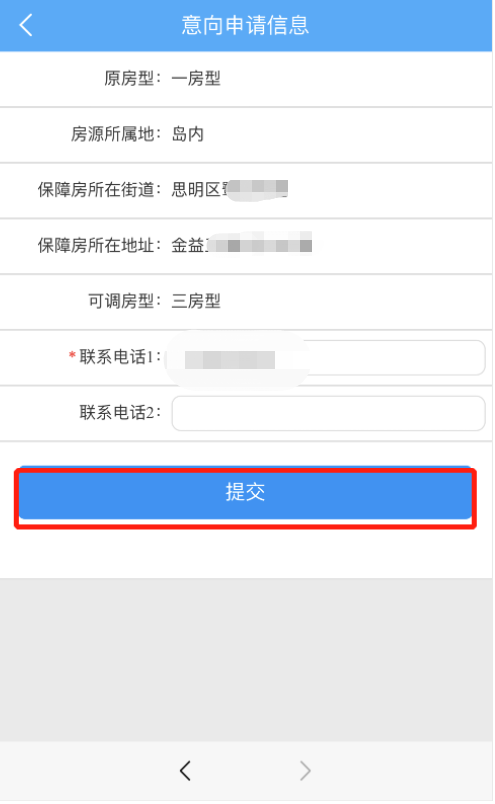 意向申请信息
原房型：一房型
房源所属地：岛内
保障房所在街道：思明区
保障房所在地址：金益
可调房型：三房型
*联系电话1：
联系电话2：
提交